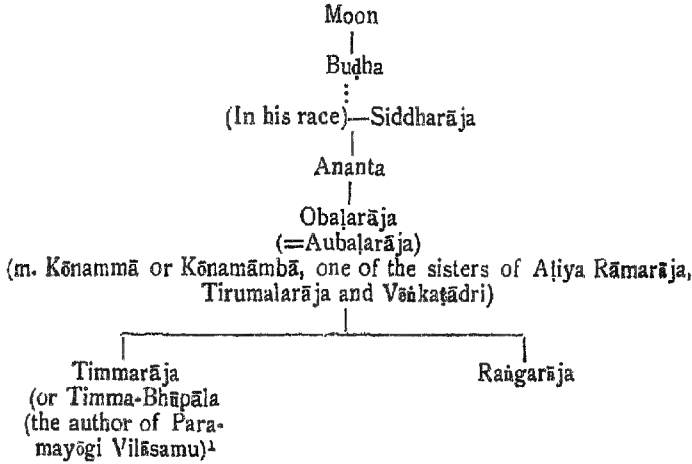 Moon
Buḍha
(In his race)—Siddharāja
Ananta
Obaḷarāja
(=Aubaḷarāja)
(m. Kōnammā or Kōnamāmbā, one of the sisters of Aḷiya Rāmarāja,
Tirumalarāja and Vēṅkaṭādri)
Timmarāja
(or Timma-Bhūpāla
(the author of Para-
mayōgi Vilāsamu)¹
Raṅgarāja